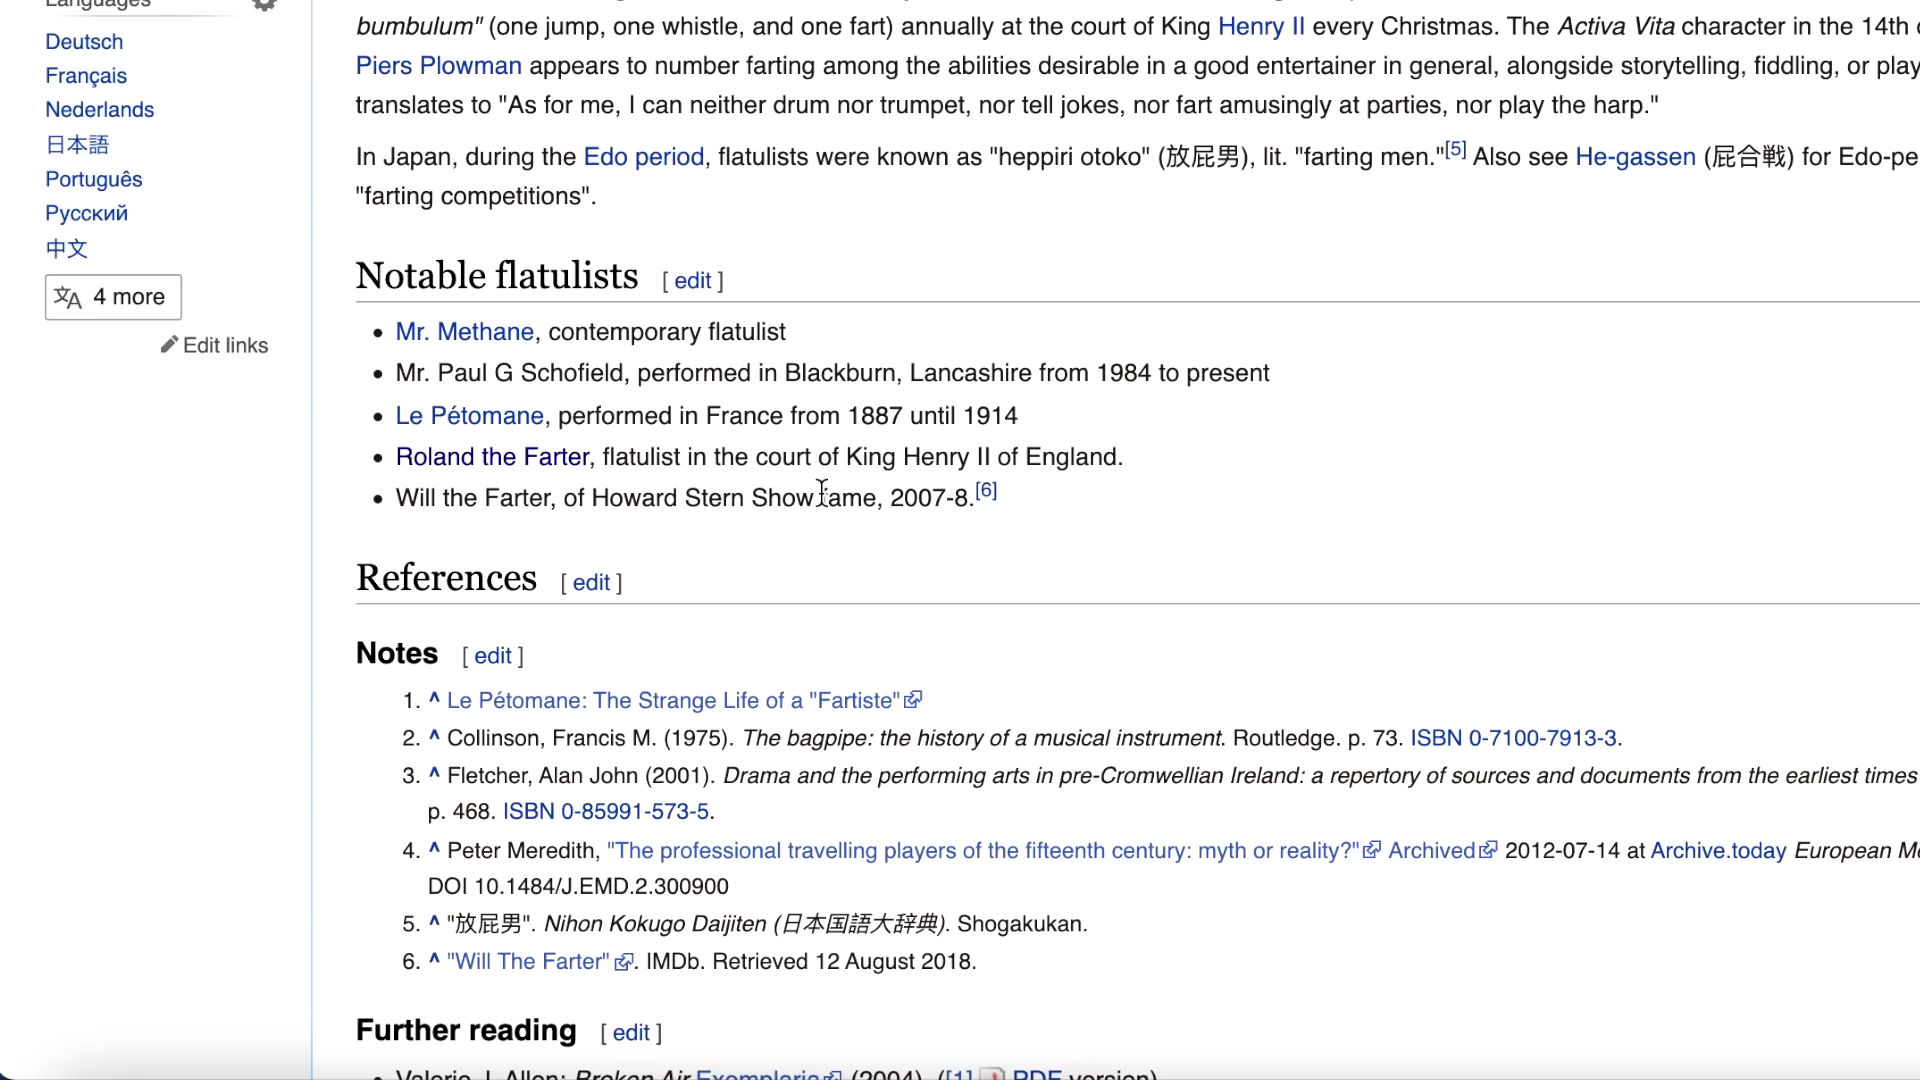 Languages
Deutsch
Français
Nederlands
日本語
Português
Русский
中文
4 more
Edit links
bumbulum" (one jump, one whistle, and one fart) annually at the court of King Henry II every Christmas. The Activa Vita character in the 14th
Piers Plowman appears to number farting among the abilities desirable in a good entertainer in general, alongside storytelling, fiddling, or play
translates to "As for me, I can neither drum nor trumpet, nor tell jokes, nor fart amusingly at parties, nor play the harp."
In Japan, during the Edo period, flatulists were known as "heppiri otoko" (放屁男), lit. "farting men."[5] Also see He-gassen (屁合戦) for Edo-pe
"farting competitions".
Notable flatulists [ edit ]
• Mr. Methane, contemporary flatulist
• Mr. Paul G Schofield, performed in Blackburn, Lancashire from 1984 to present
• Le Pétomane, performed in France from 1887 until 1914
• Roland the Farter, flatulist in the court of King Henry II of England.
• Will the Farter, of Howard Stern Show fame, 2007-8.[6]
References [ edit ]
Notes [ edit ]
1. ^ Le Pétomane: The Strange Life of a "Fartiste"
2. ^ Collinson, Francis M. (1975). The bagpipe: the history of a musical instrument. Routledge. p. 73. ISBN 0-7100-7913-3.
3. ^ Fletcher, Alan John (2001). Drama and the performing arts in pre-Cromwellian Ireland: a repertory of sources and documents from the earliest times
p. 468. ISBN 0-85991-573-5.
4. ^ Peter Meredith, "The professional travelling players of the fifteenth century: myth or reality?" Archived 2012-07-14 at Archive.today European Me
DOI 10.1484/J.EMD.2.300900
5. ^ "放屁男". Nihon Kokugo Daijiten (日本国語大辞典). Shogakukan.
6. ^ "Will The Farter". IMDb. Retrieved 12 August 2018.
Further reading [ edit ]
• Valerie J. Allen: Broken Air Exemplaria (2004). ([1] PDF version)